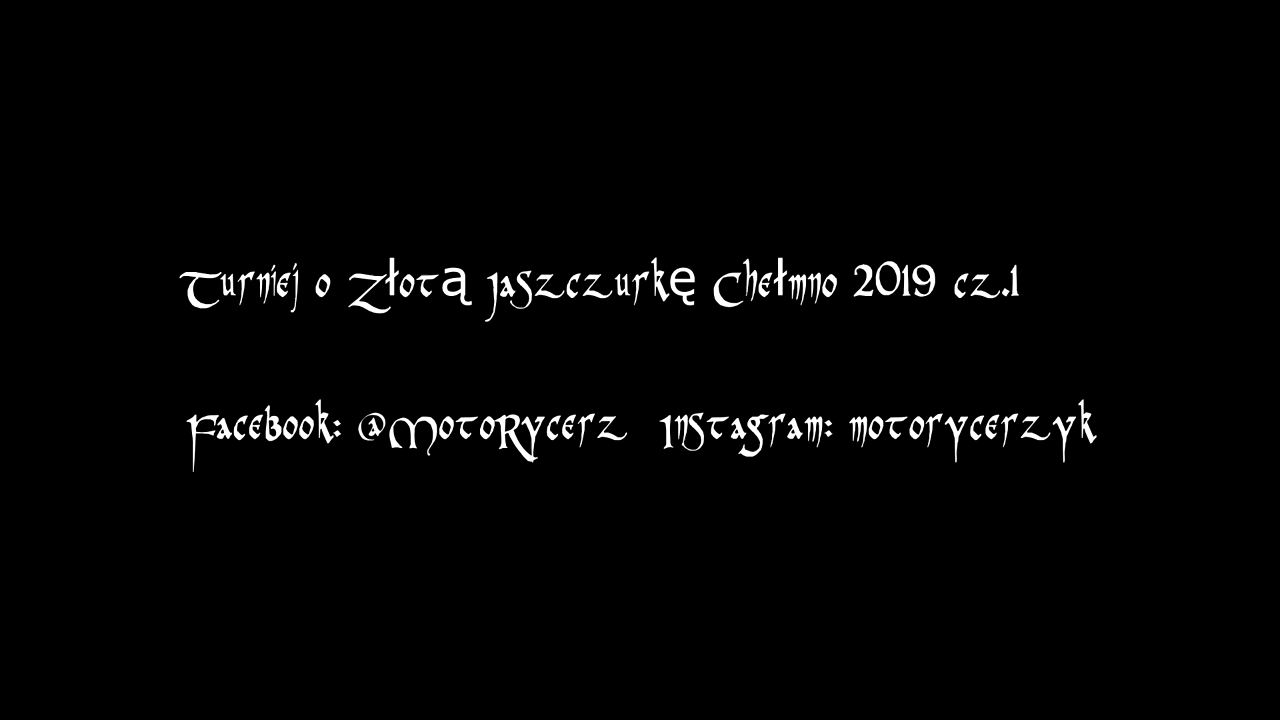 Turniej o Złotą Jaszczurkę Chełmno 2019 cz.1
Facebook: @MotoRycerz Instagram: motorycerzyk